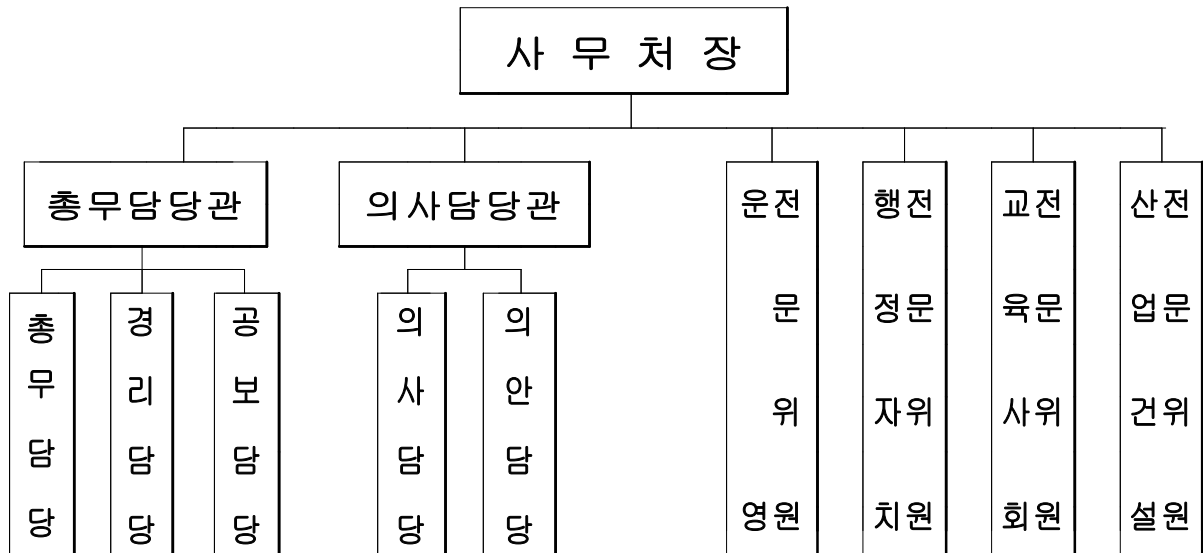 사무처장
총무담당관
의사담당관
총무담당
경리담당
공보담당
의사담당
의안담당
운영
전문위원
행정자치
전문위원
교육사회
전문위원
산업건설
전문위원